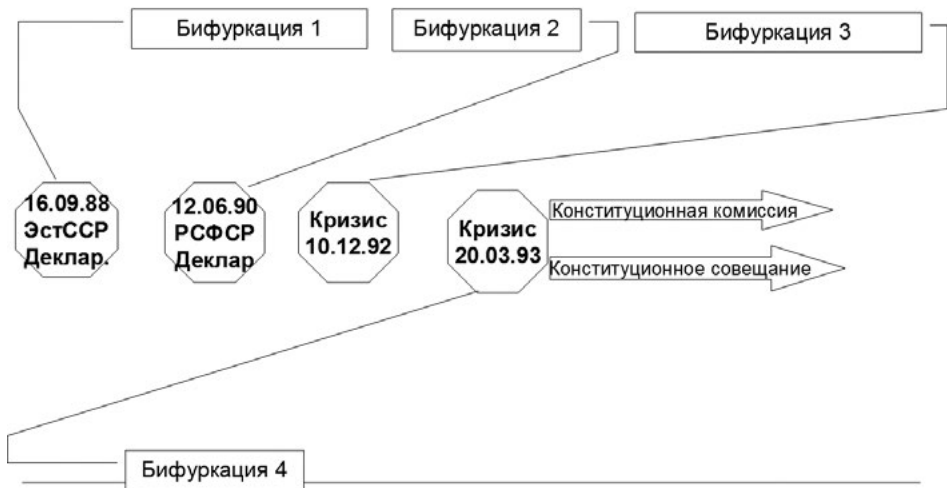 Бифуркация 1
Бифуркация 2
Бифуркация 3
16.09.88
ЭстССР
Деклар.
12.06.90
РСФСР
Деклар
Кризис
10.12.92
Кризис
20.03.93
Конституционная комиссия
Конституционное совещание
Бифуркация 4